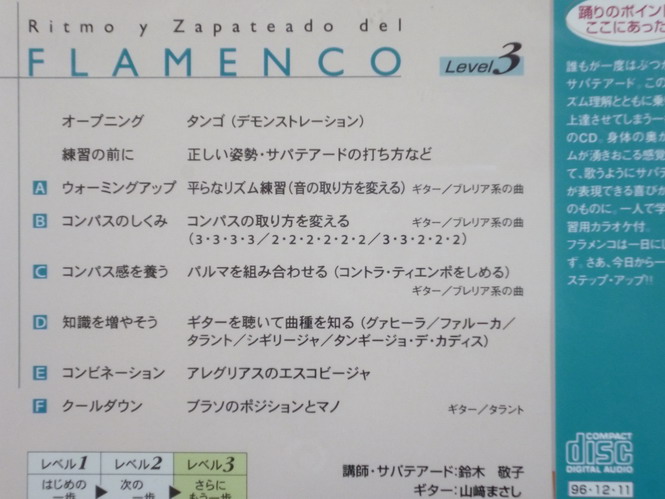 Ritmo y Zapateado del
FLAMENCO Level 3
オープニング タンゴ（デモンストレーション）
練習の前に 正しい姿勢・サパテアードの打ち方など
A ウォーミングアップ 平らなリズム練習（音の取り方を変える） ギター／ブレリア系の曲
B コンパスのしくみ コンパスの取り方を変える ギター／ブレリア系の曲
（3・3・3・3／2・2・2・2・2・2／3・3・2・2・2）
C コンパス感を養う パルマを組み合わせる（コントラ・ティエンポをしめる）
ギター／ブレリア系の曲
D 知識を増やそう ギターを聴いて曲種を知る（グァヒーラ／ファルーカ／
タラント／シギリージャ／タンギージョ・デ・カディス）
E コンビネーション アレグリアスのエスコビージャ
F クールダウン ブラソのポジションとマノ ギター／タラント
レベル1 レベル2 レベル3
はじめの 次の さらに
一歩 一歩 もう一歩
講師・サパテアード：鈴木 敬子
ギター：山﨑まさし
踊りのポイン
ここにあった
誰もが一度はぶつか
サパテアード。この
ズム理解とともに乗
上達させてしまう一
のCD。身体の奥か
ムが湧きおこる感覚
て、歌うようにサパテ
が表現できる喜びか
のものに。一人で学
習用カラオケ付。
フラメンコは一日に
ず。さあ、今日から一
ステップ・アップ!!
COMPACT
disc
DIGITAL AUDIO
96・12・11